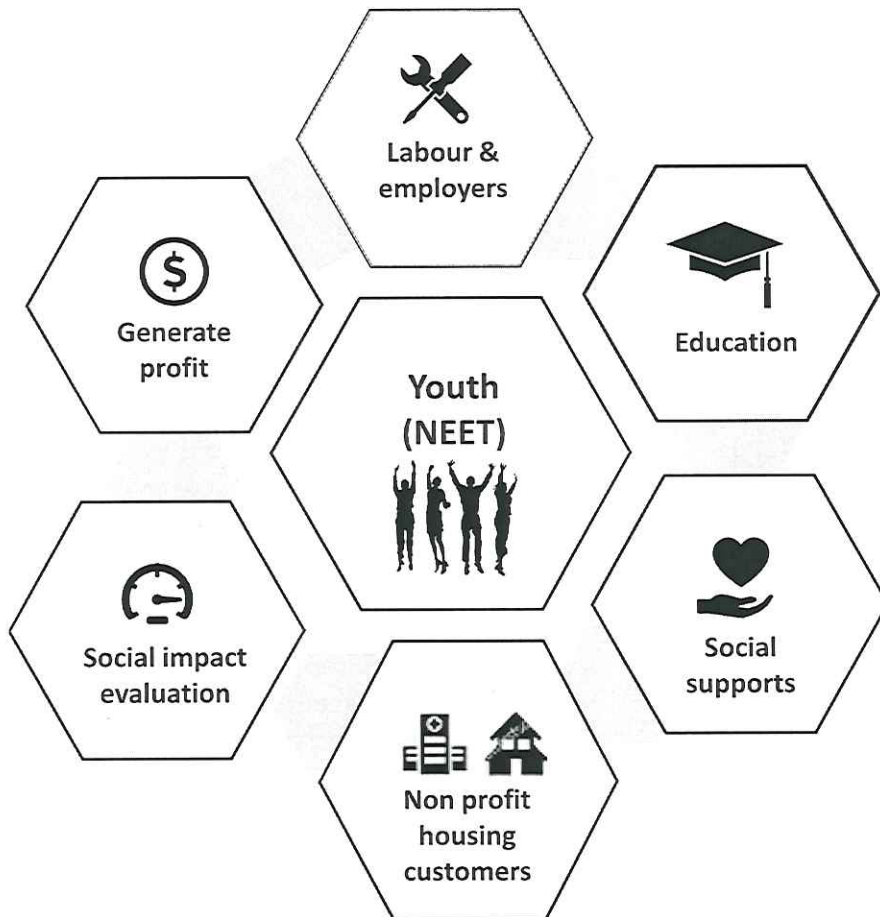 Labour &
employers
$
Generate
profit
Education
Youth
(NEET)
Social impact
evaluation
Social
supports
Non profit
housing
customers